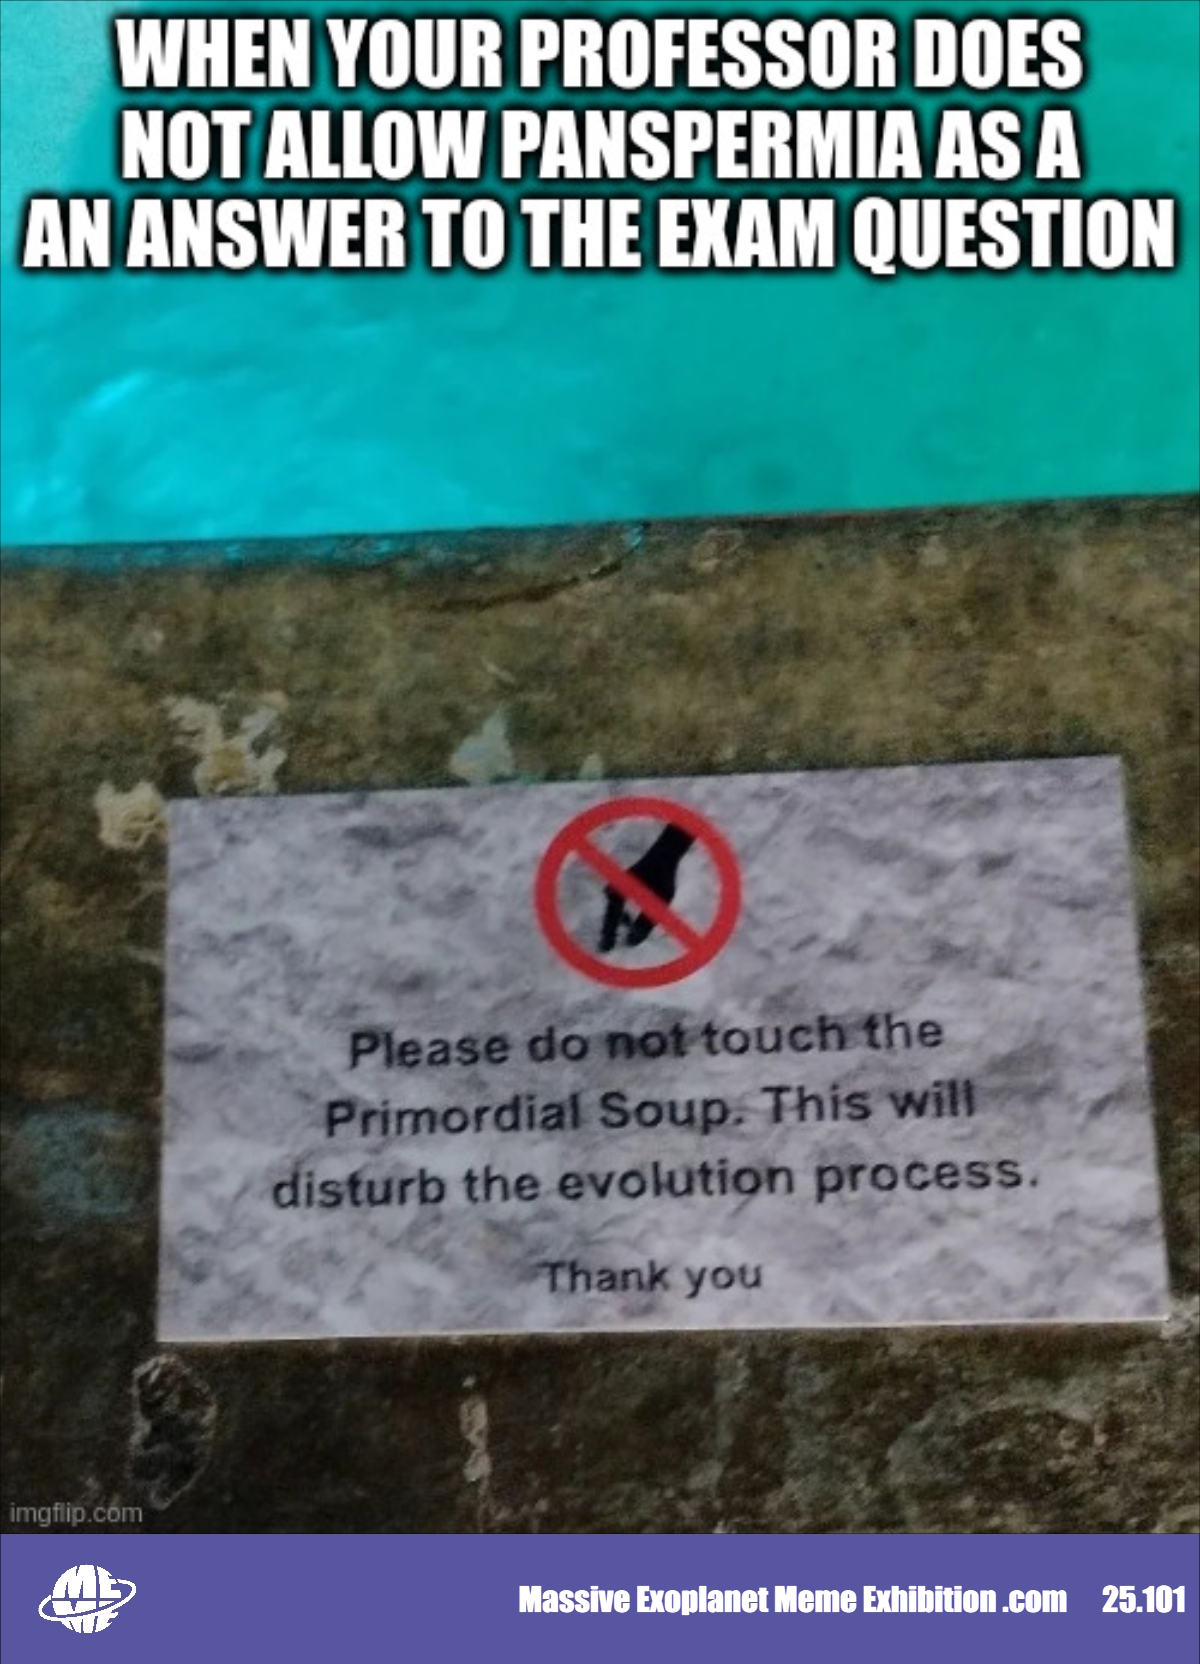 WHEN YOUR PROFESSOR DOES
NOT ALLOW PANSPERMIA AS A
AN ANSWER TO THE EXAM QUESTION
Please do not touch the
Primordial Soup. This will
disturb the evolution process.
Thank you
imgflip.com
ME
ME
Massive Exoplanet Meme Exhibition .com 25.101